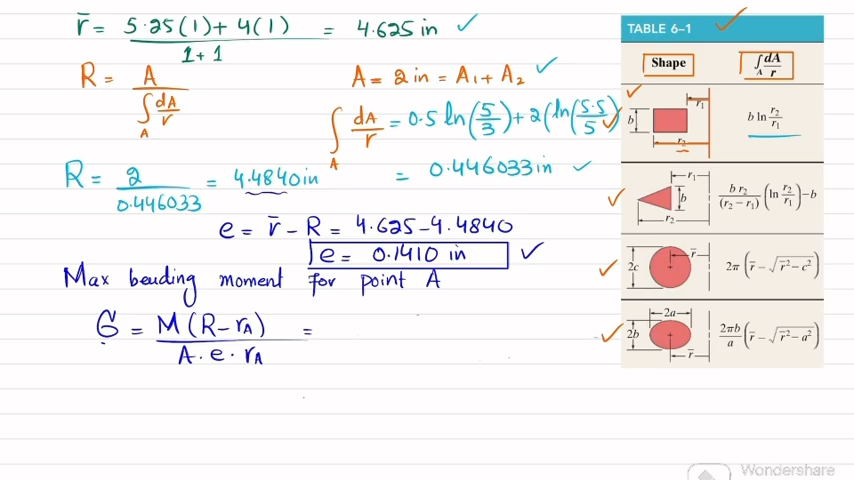 r̄ = 5.25(1)+4(1) / 1+1 = 4.625 in ✓
R = A / ∫_A dA/r
A = 2 in = A₁ + A₂ ✓
∫_A dA/r = 0.5 ln(5/3) + 2(ln(5.5/5)) ✓
= 0.446033 in ✓
R = 2 / 0.446033 = 4.4840 in
e = r̄ - R = 4.625 - 4.4840
e = 0.1410 in ✓
Max bending moment for point A
σ = M(R - rA) / A · e · rA =
TABLE 6–1 ✓
Shape ∫_A dA/r
b r₁ r₂ b ln r₂/r₁
r₁ b r₂ b r₂/(r₂ – r₁) (ln r₂/r₁) – b
2c r̄ 2π (r̄ – √r̄² – c²)
2a 2b r̄ 2πb/a (r̄ – √r̄² – a²)
Wondershare